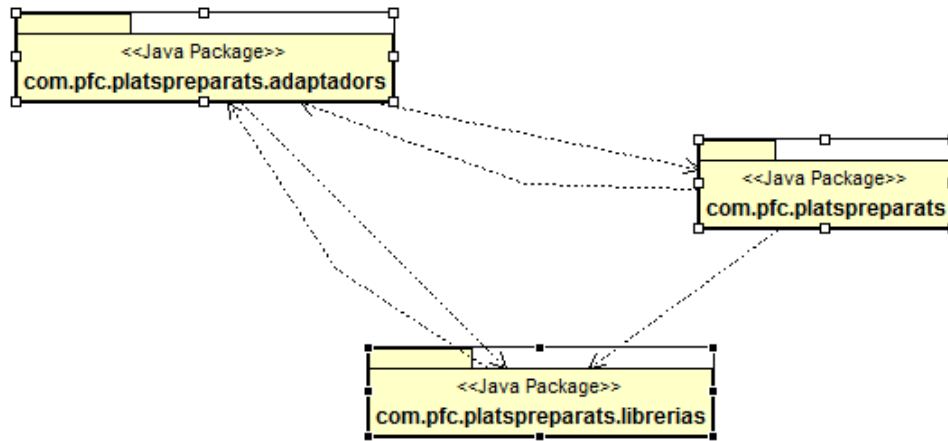 <<Java Package>>
com.pfc.platspreparats.adaptadors
<<Java Package>>
com.pfc.platspreparats
<<Java Package>>
com.pfc.platspreparats.librerias